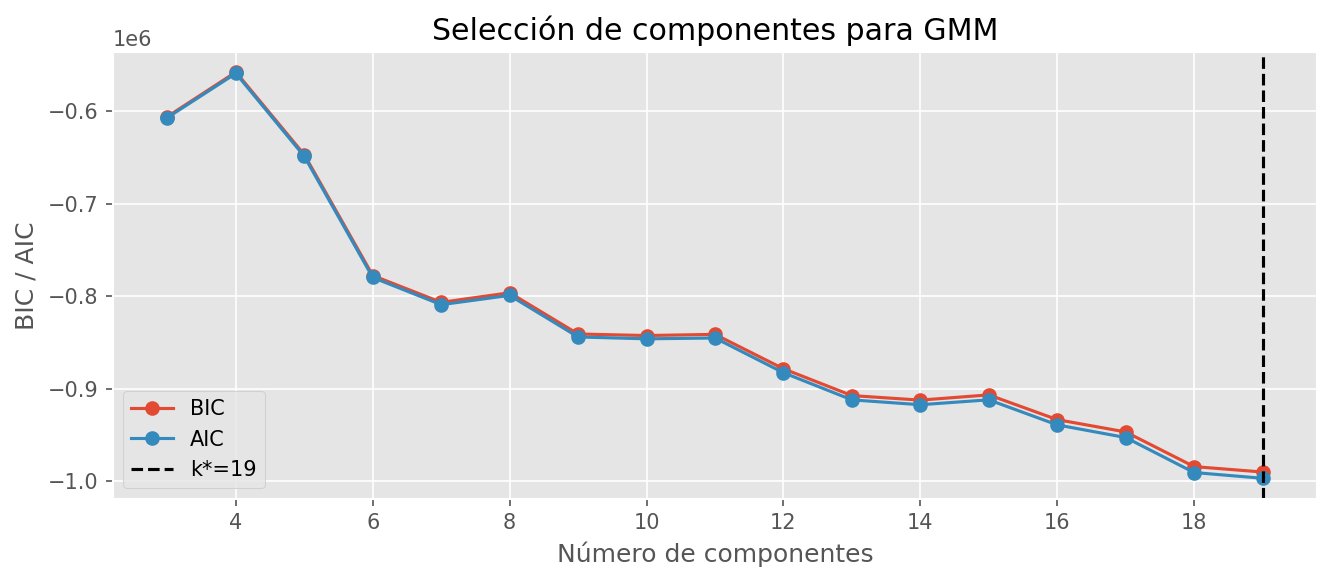 Selección de componentes para GMM
1e6
−0.6
−0.7
−0.8
−0.9
−1.0
BIC / AIC
BIC
AIC
k*=19
4 6 8 10 12 14 16 18
Número de componentes